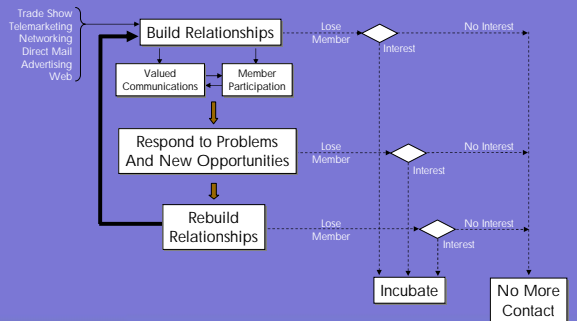 Trade Show
Telemarketing
Networking
Direct Mail
Advertising
Web
Build Relationships
Lose
Member
Interest
No Interest
Valued
Communications
Member
Participation
Respond to Problems
And New Opportunities
Lose
Member
Interest
No Interest
Rebuild
Relationships
Lose
Member
Interest
No Interest
Incubate
No More
Contact